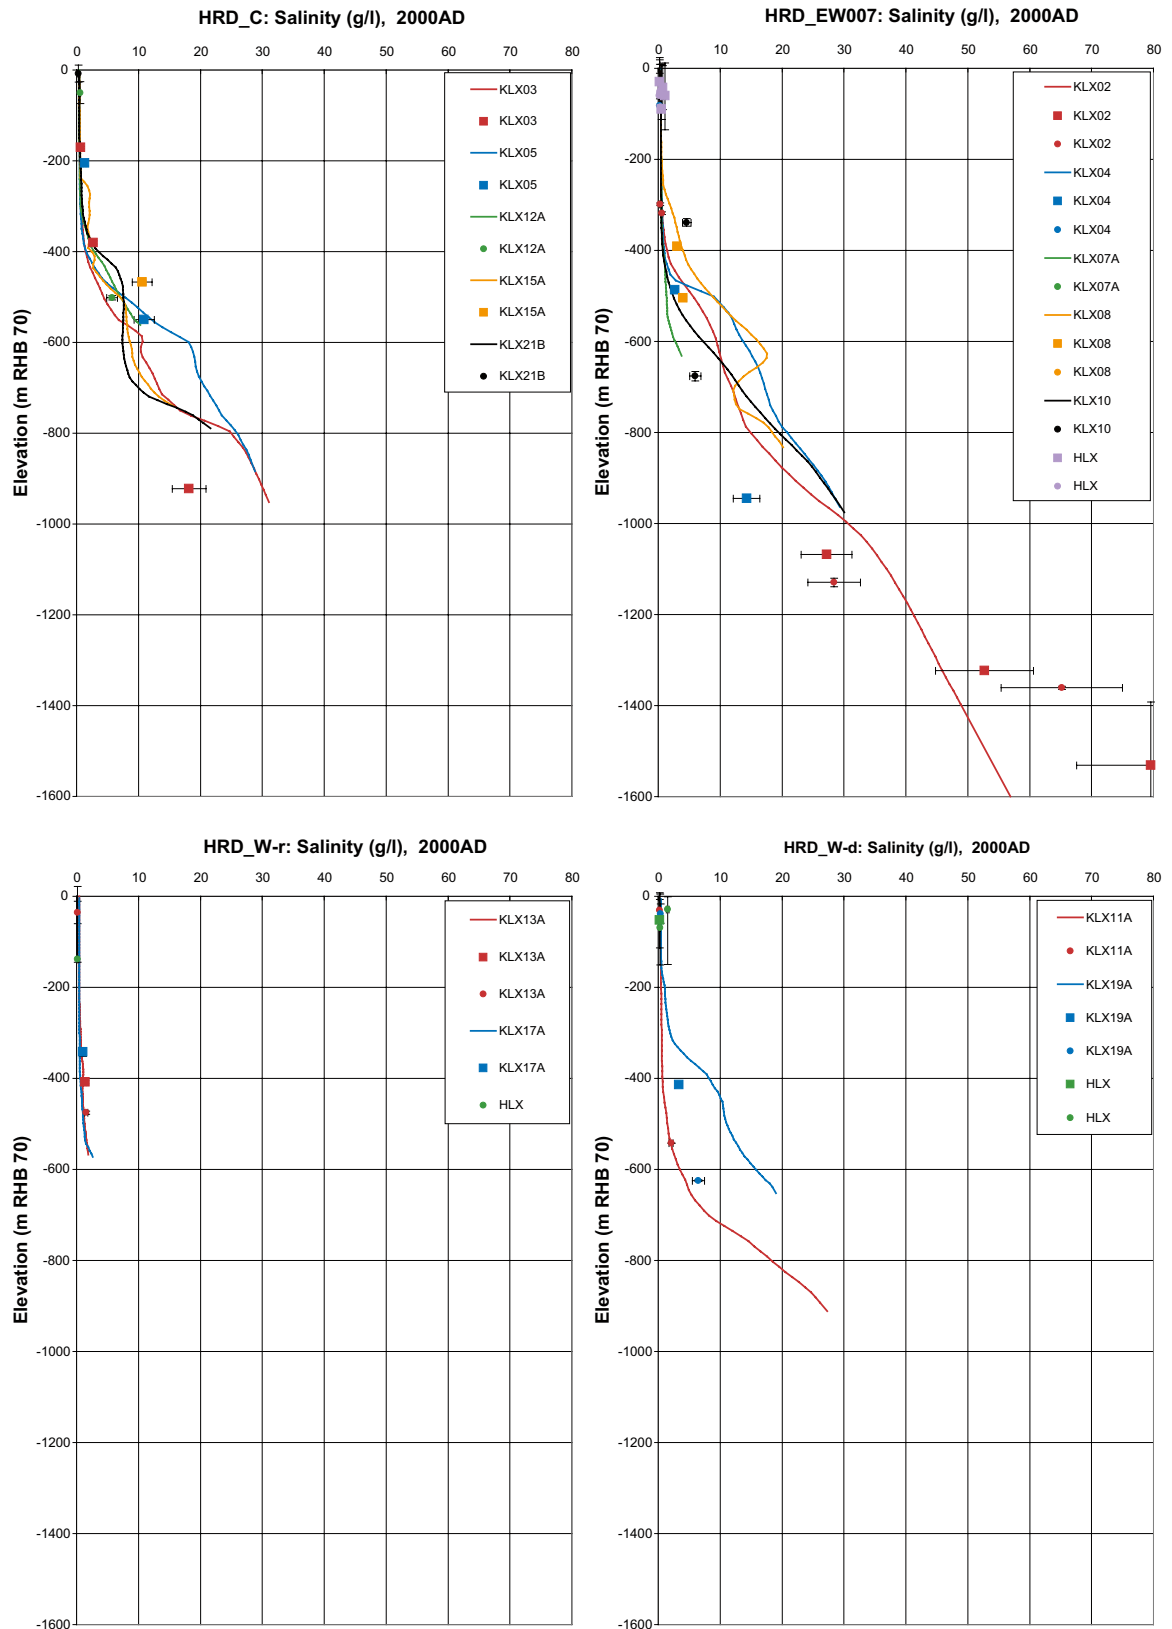 HRD_C: Salinity (g/l), 2000AD
0 10 20 30 40 50 60 70 80
0
-200
-400
-600
-800
-1000
-1200
-1400
-1600
Elevation (m RHB 70)
KLX03
KLX03
KLX05
KLX05
KLX12A
KLX12A
KLX15A
KLX15A
KLX21B
KLX21B
HRD_EW007: Salinity (g/l), 2000AD
0 10 20 30 40 50 60 70 80
0
-200
-400
-600
-800
-1000
-1200
-1400
-1600
Elevation (m RHB 70)
KLX02
KLX02
KLX02
KLX04
KLX04
KLX04
KLX07A
KLX07A
KLX08
KLX08
KLX08
KLX10
KLX10
HLX
HLX
HRD_W-r: Salinity (g/l), 2000AD
0 10 20 30 40 50 60 70 80
0
-200
-400
-600
-800
-1000
-1200
-1400
-1600
Elevation (m RHB 70)
KLX13A
KLX13A
KLX13A
KLX17A
KLX17A
HLX
HRD_W-d: Salinity (g/l), 2000AD
0 10 20 30 40 50 60 70 80
0
-200
-400
-600
-800
-1000
-1200
-1400
-1600
Elevation (m RHB 70)
KLX11A
KLX11A
KLX19A
KLX19A
KLX19A
HLX
HLX